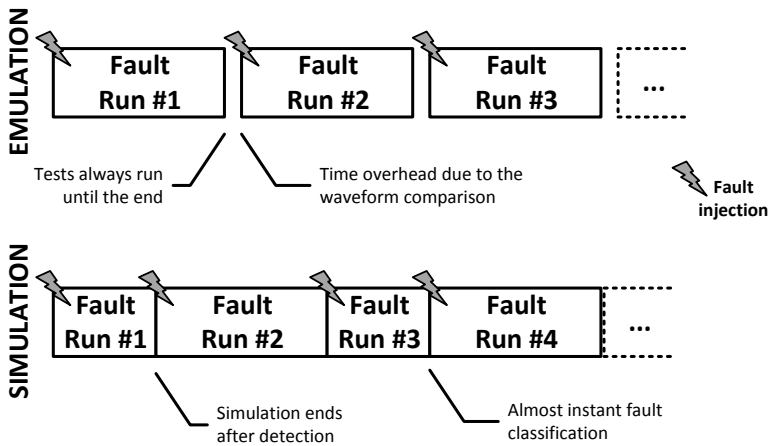 EMULATION
Fault
Run #1
Fault
Run #2
Fault
Run #3
...
Tests always run
until the end
Time overhead due to the
waveform comparison
Fault
injection
SIMULATION
Fault
Run #1
Fault
Run #2
Fault
Run #3
Fault
Run #4
...
Simulation ends
after detection
Almost instant fault
classification